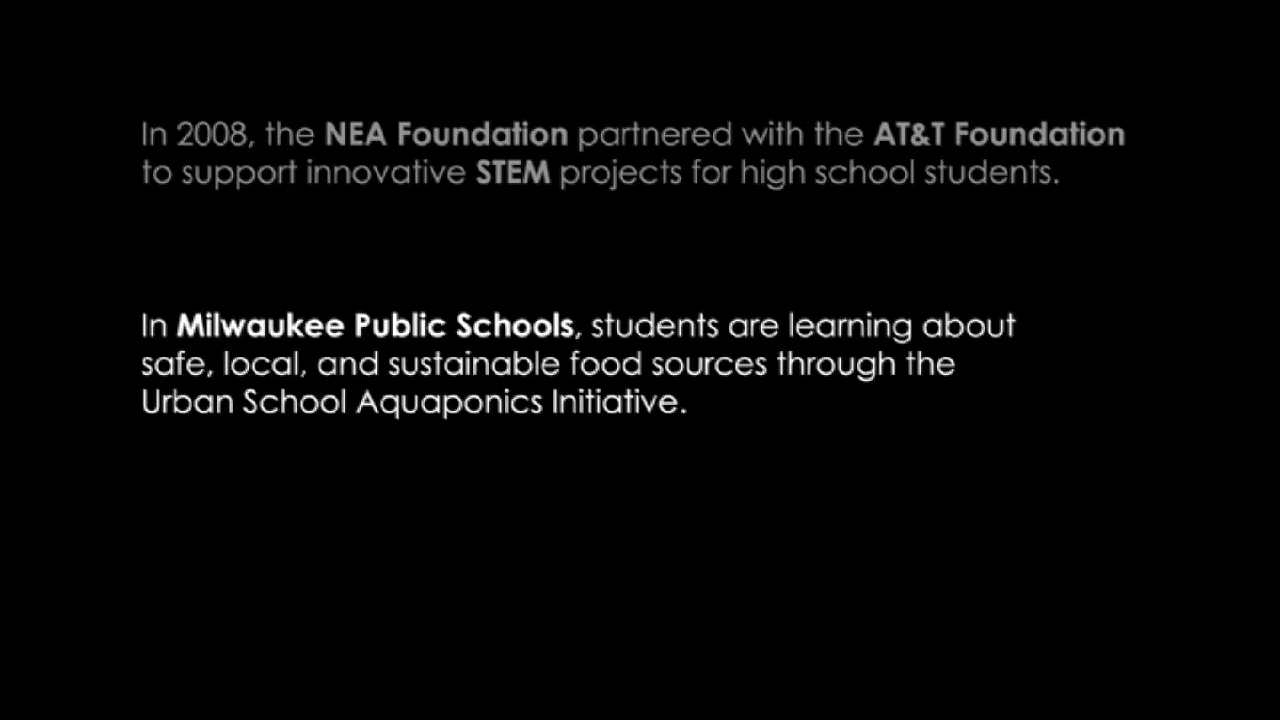 In 2008, the NEA Foundation partnered with the AT&T Foundation
to support innovative STEM projects for high school students.
In Milwaukee Public Schools, students are learning about
safe, local, and sustainable food sources through the
Urban School Aquaponics Initiative.